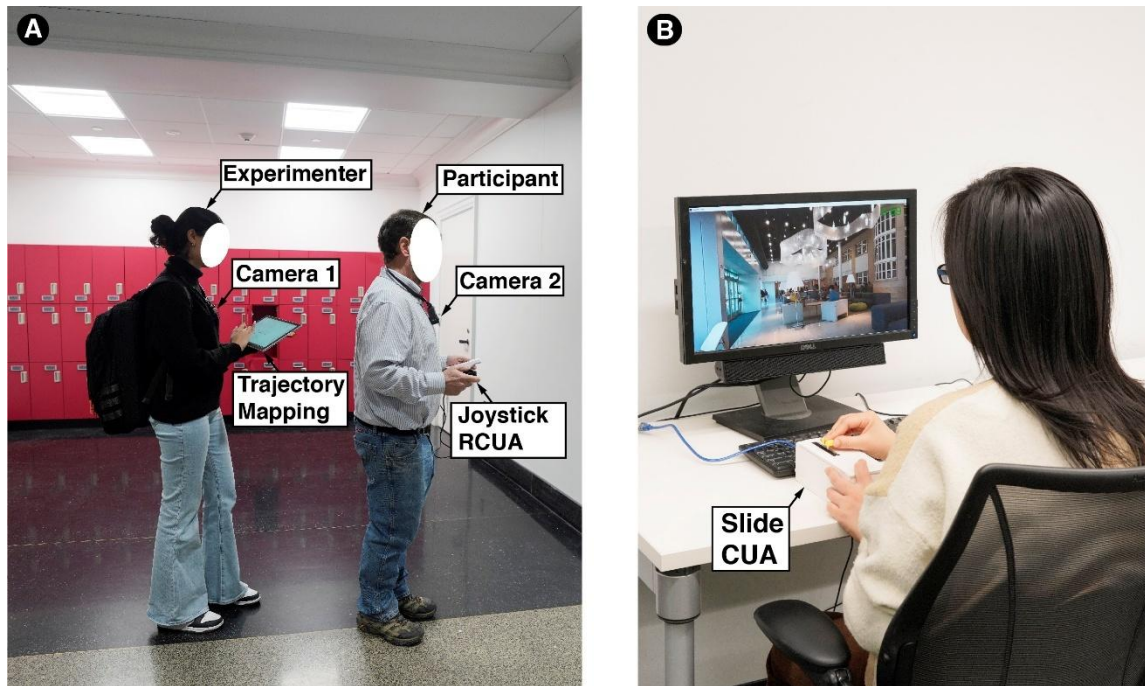 A
Experimenter
Participant
Camera 1
Camera 2
Trajectory
Mapping
Joystick
RCUA
B
DELL
Slide
CUA